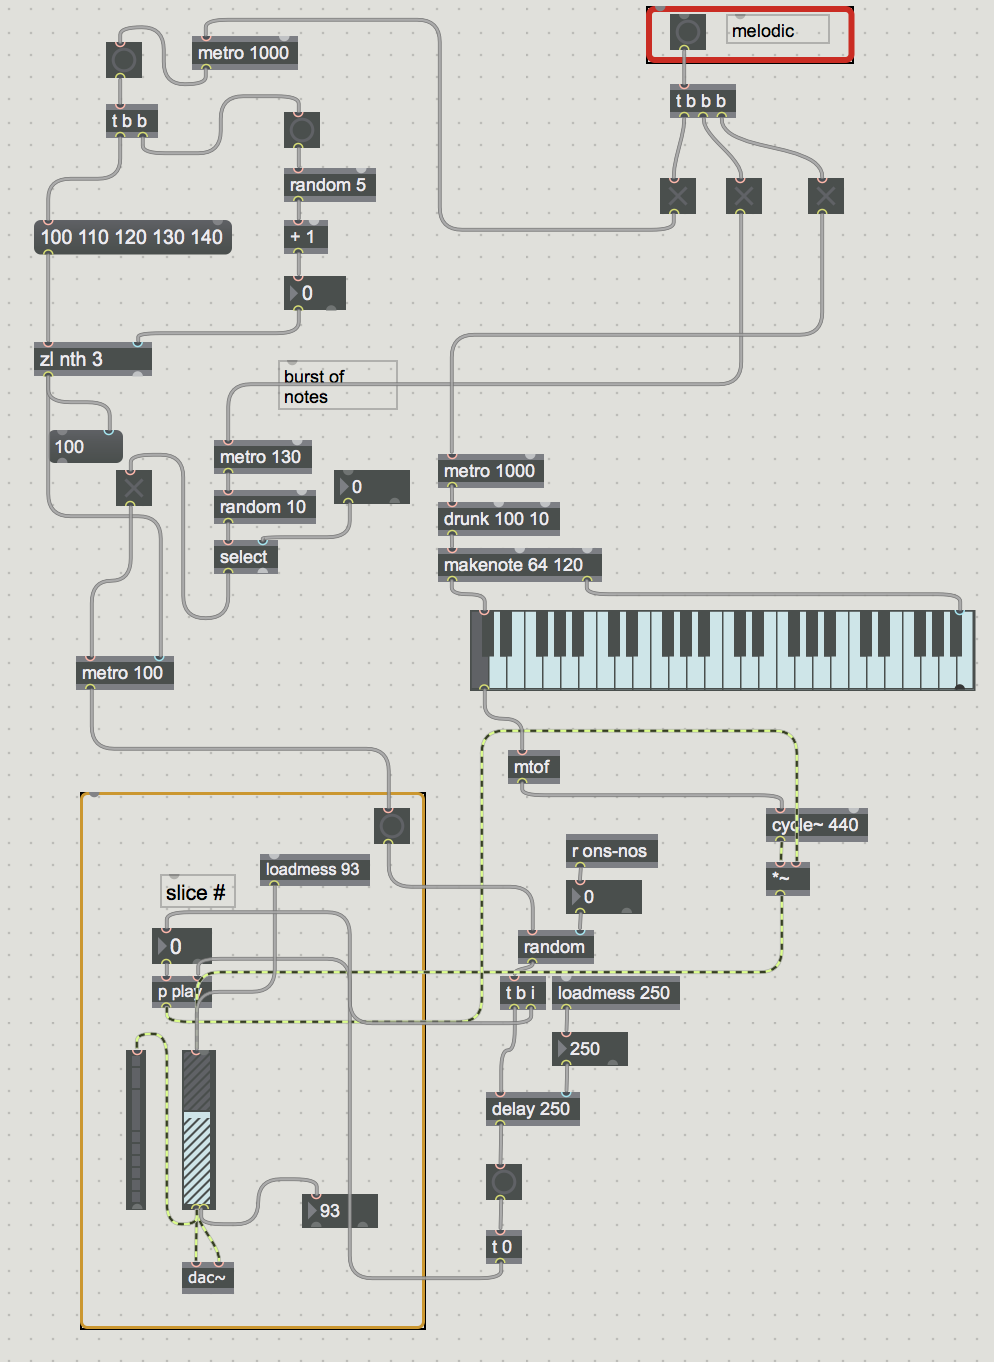 melodic
metro 1000
t b b b
t b b
random 5
100 110 120 130 140
+ 1
0
zl nth 3
burst of
notes
100
metro 130
metro 1000
0
random 10
drunk 100 10
select
makenote 64 120
metro 100
mtof
cycle~ 440
r ons-nos
loadmess 93
*~
slice #
0
0
random
p play
t b i
loadmess 250
250
delay 250
93
t 0
dac~